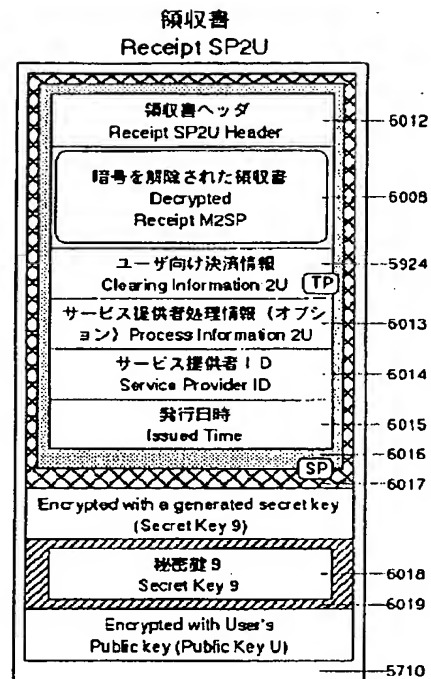 領収書
Receipt SP2U
領収書ヘッダ
Receipt SP2U Header
6012
暗号を解除された領収書
Decrypted
Receipt M2SP
6008
ユーザ向け決済情報
Clearing Information 2U
TP
5924
サービス提供者処理情報（オプシ
ョン）Process Information 2U
6013
サービス提供者ID
Service Provider ID
6014
発行日時
Issued Time
6015
6016
SP
6017
Encrypted with a generated secret key
(Secret Key 9)
秘密鍵9
Secret Key 9
6018
6019
Encrypted with User's
Public key (Public Key U)
5710